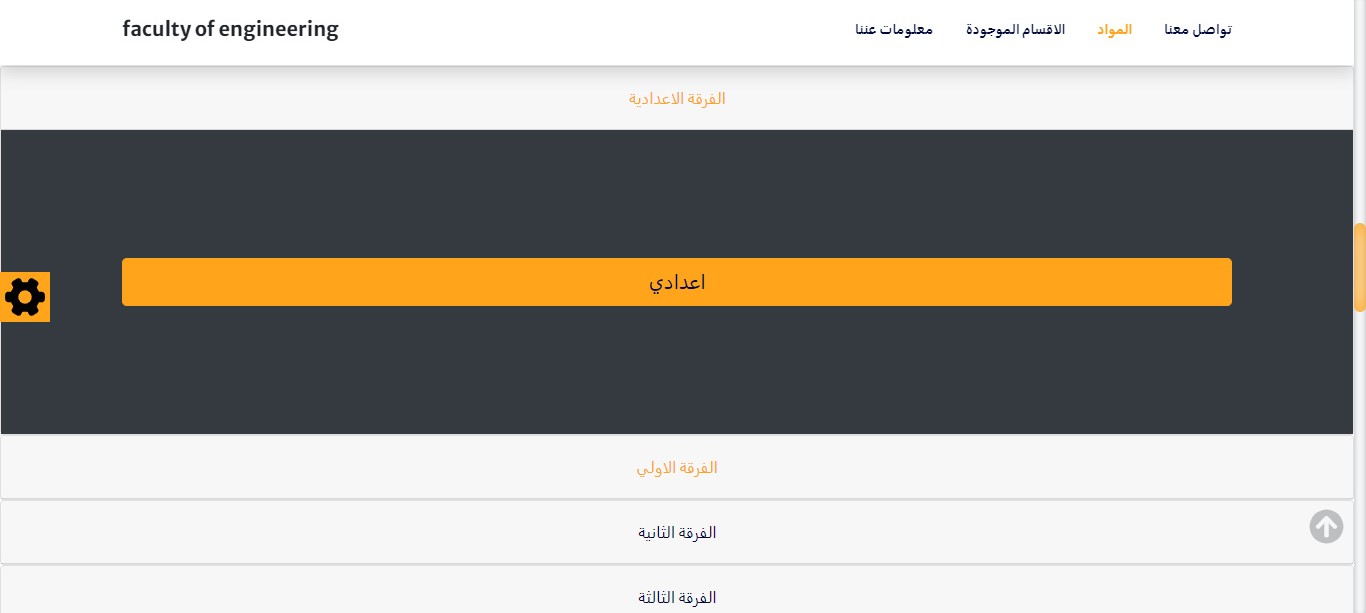 faculty of engineering
تواصل معنا
المواد
الاقسام الموجودة
معلومات عننا
الفرقة الاعدادية
اعدادي
الفرقة الاولي
الفرقة الثانية
الفرقة الثالثة